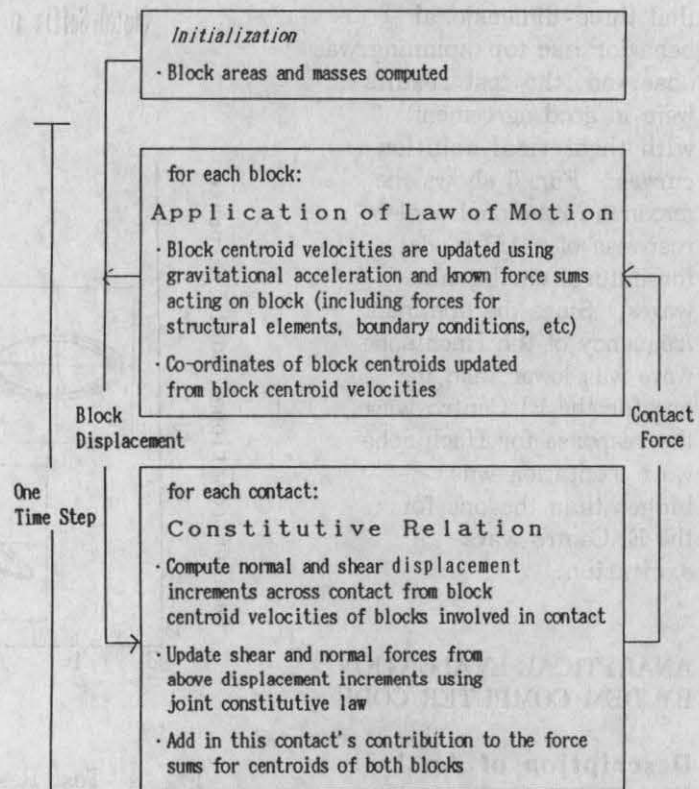 Initialization
· Block areas and masses computed
for each block:
Application of Law of Motion
· Block centroid velocities are updated using
gravitational acceleration and known force sums
acting on block (including forces for
structural elements, boundary conditions, etc)
· Co-ordinates of block centroids updated
from block centroid velocities
Block
Displacement
Contact
Force
One
Time Step
for each contact:
Constitutive Relation
· Compute normal and shear displacement
increments across contact from block
centroid velocities of blocks involved in contact
· Update shear and normal forces from
above displacement increments using
joint constitutive law
· Add in this contact's contribution to the force
sums for centroids of both blocks